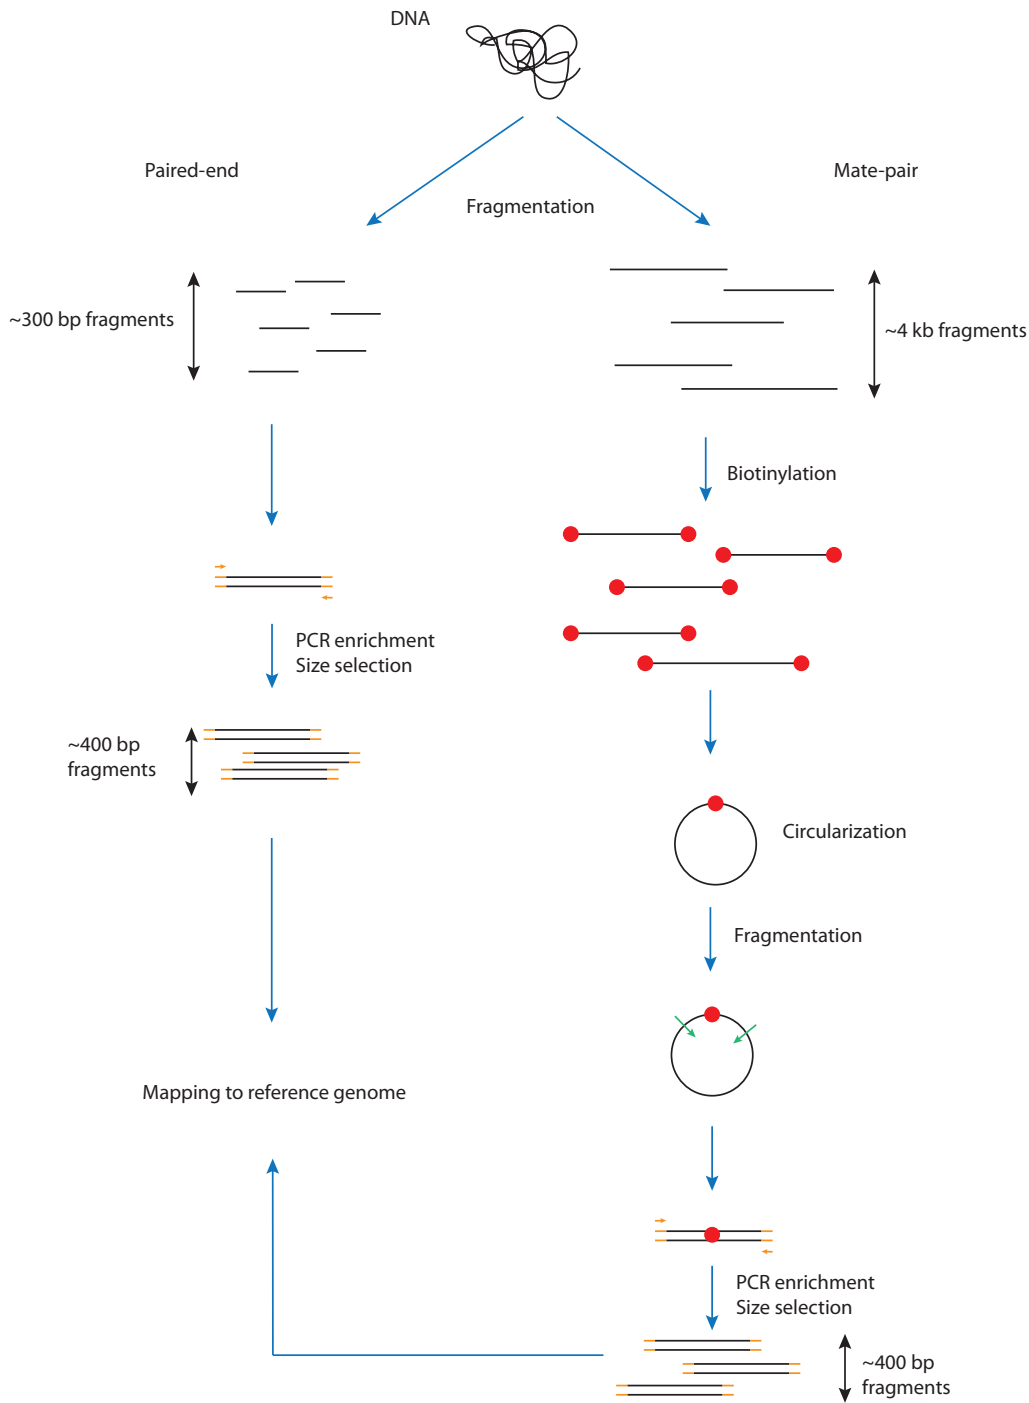 DNA
Paired-end
Mate-pair
Fragmentation
~300 bp fragments
~4 kb fragments
Biotinylation
PCR enrichment
Size selection
~400 bp
fragments
Circularization
Fragmentation
Mapping to reference genome
PCR enrichment
Size selection
~400 bp
fragments